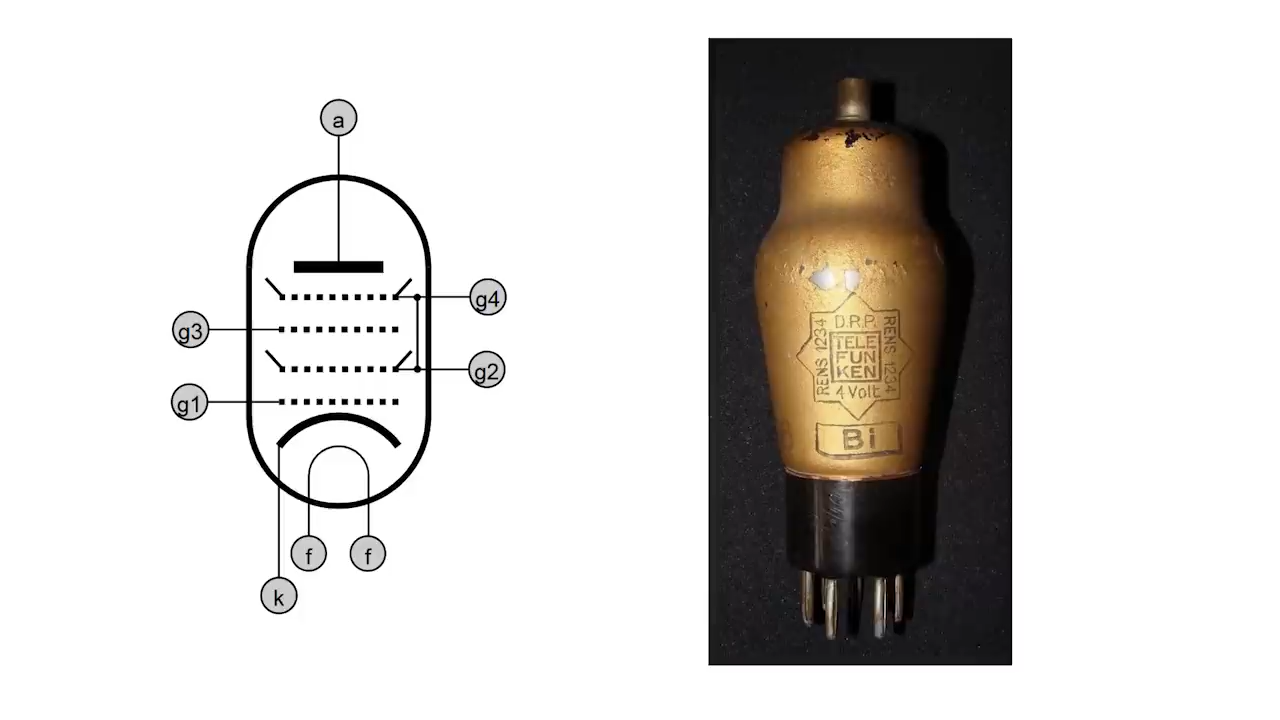 a
g4
g3
g2
g1
f f
k
D.R.P.
RENS 1234
TELE
FUN
KEN
RENS 1234
4 Volt
Bi